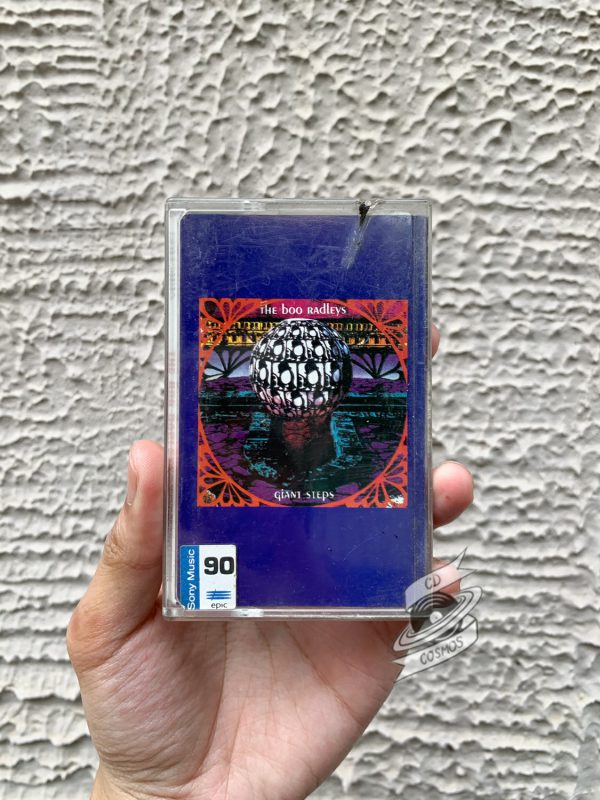 the boo radleys
giant steps
Sony Music
90
epic
CD
COSMOS